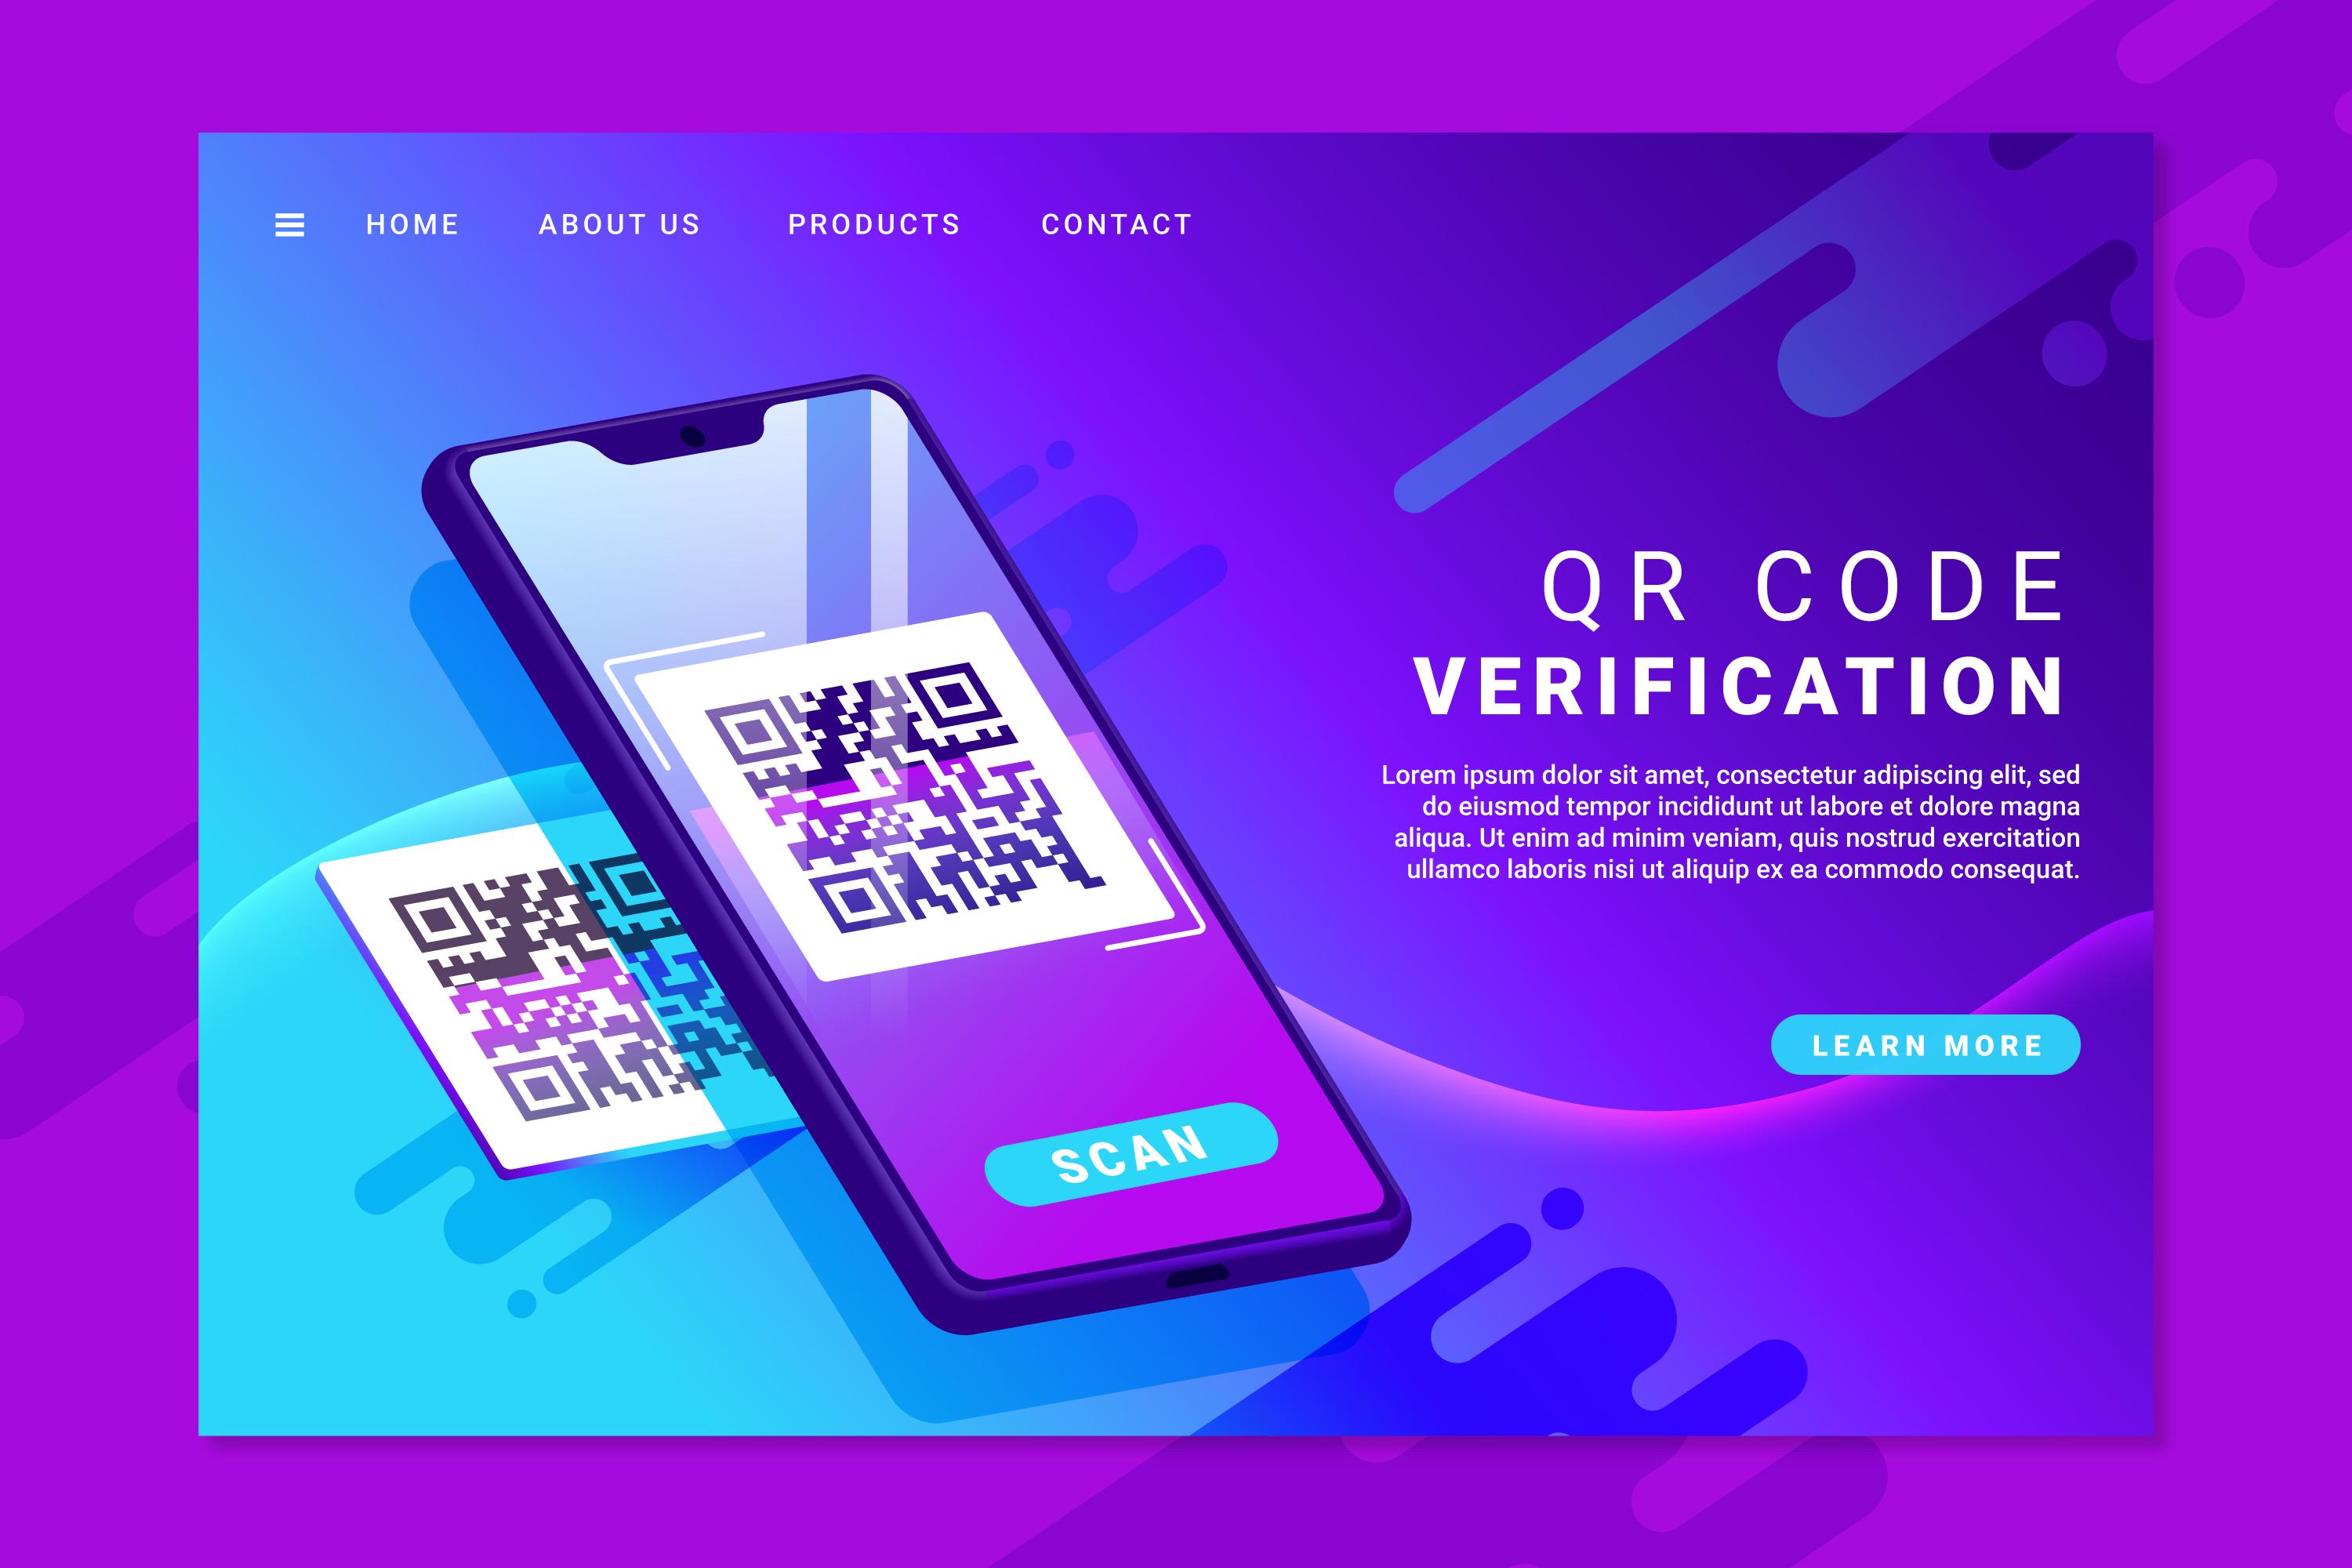 HOME ABOUT US PRODUCTS CONTACT
QR CODE
VERIFICATION
Lorem ipsum dolor sit amet, consectetur adipiscing elit, sed
do eiusmod tempor incididunt ut labore et dolore magna
aliqua. Ut enim ad minim veniam, quis nostrud exercitation
ullamco laboris nisi ut aliquip ex ea commodo consequat.
LEARN MORE
SCAN